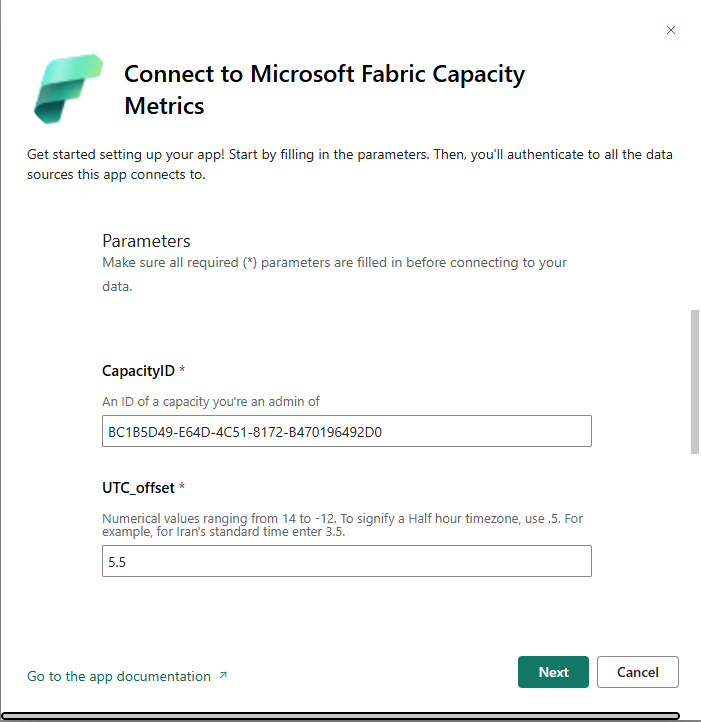 Connect to Microsoft Fabric Capacity
Metrics
Get started setting up your app! Start by filling in the parameters. Then, you'll authenticate to all the data
sources this app connects to.
Parameters
Make sure all required (*) parameters are filled in before connecting to your
data.
CapacityID *
An ID of a capacity you're an admin of
BC1B5D49-E64D-4C51-8172-B470196492D0
UTC_offset *
Numerical values ranging from 14 to -12. To signify a Half hour timezone, use .5. For
example, for Iran's standard time enter 3.5.
5.5
Go to the app documentation
Next
Cancel